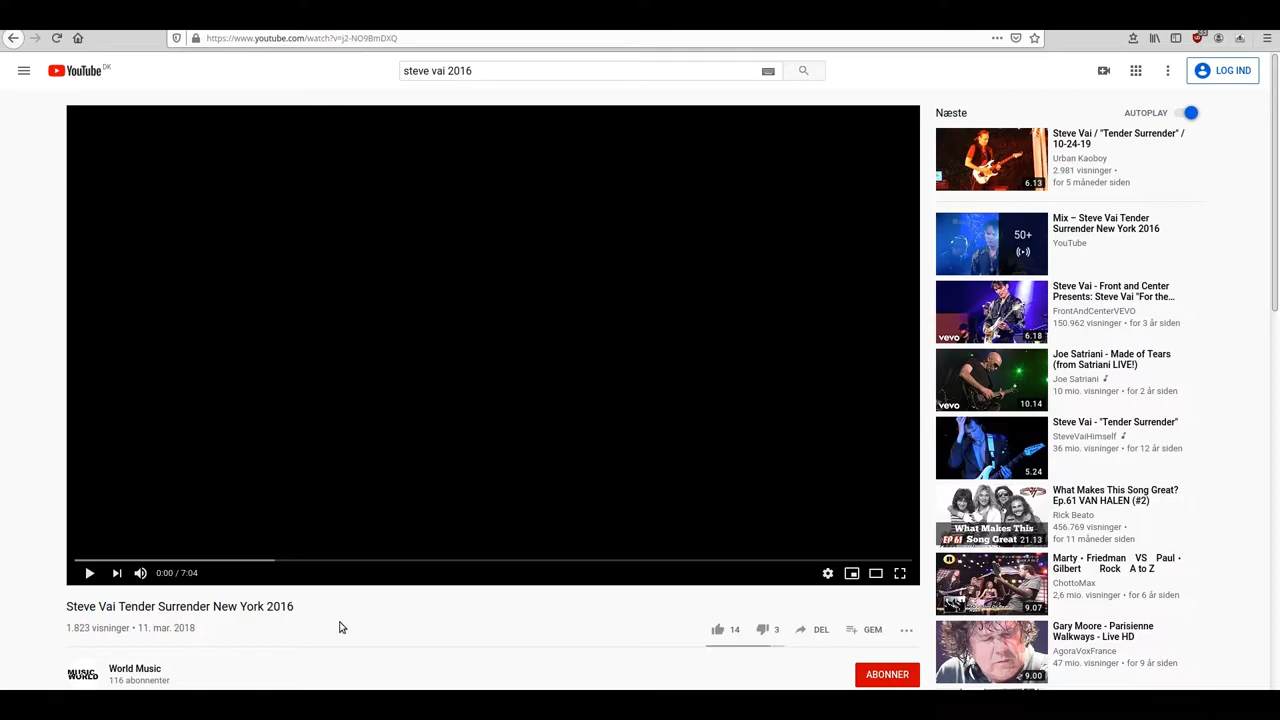 https://www.youtube.com/watch?v=j2-NO9BmDXQ
YouTube DK
steve vai 2016
LOG IND
0:00 / 7:04
Steve Vai Tender Surrender New York 2016
1.823 visninger • 11. mar. 2018
14
3
DEL
GEM
MUSIC
WORLD
World Music
116 abonnenter
ABONNER
Næste
AUTOPLAY
6.13
Steve Vai / "Tender Surrender" /
10-24-19
Urban Kaoboy
2.981 visninger •
for 5 måneder siden
50+
Mix – Steve Vai Tender
Surrender New York 2016
YouTube
vevo
6.18
Steve Vai - Front and Center
Presents: Steve Vai "For the...
FrontAndCenterVEVO
150.962 visninger • for 3 år siden
vevo
10.14
Joe Satriani - Made of Tears
(from Satriani LIVE!)
Joe Satriani
10 mio. visninger • for 2 år siden
5.24
Steve Vai - "Tender Surrender"
SteveVaiHimself
36 mio. visninger • for 12 år siden
What Makes This
EP 61 Song Great
21.13
What Makes This Song Great?
Ep.61 VAN HALEN (#2)
Rick Beato
456.769 visninger •
for 11 måneder siden
9.07
Marty・Friedman VS Paul・
Gilbert Rock A to Z
ChottoMax
2,6 mio. visninger • for 6 år siden
9.00
Gary Moore - Parisienne
Walkways - Live HD
AgoraVoxFrance
47 mio. visninger • for 9 år siden